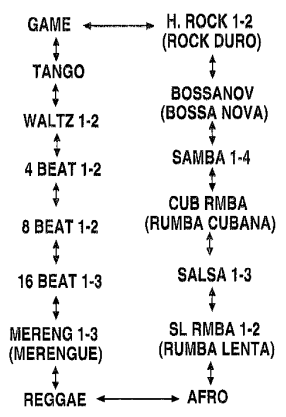 GAME
TANGO
WALTZ 1-2
4 BEAT 1-2
8 BEAT 1-2
16 BEAT 1-3
MERENG 1-3
(MERENGUE)
REGGAE
H. ROCK 1-2
(ROCK DURO)
BOSSANOV
(BOSSA NOVA)
SAMBA 1-4
CUB RMBA
(RUMBA CUBANA)
SALSA 1-3
SL RMBA 1-2
(RUMBA LENTA)
AFRO